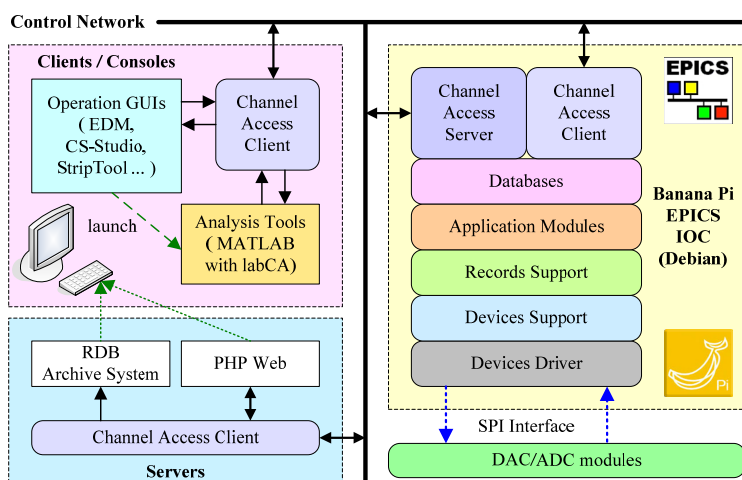 Control Network
Clients / Consoles
Operation GUIs
( EDM,
CS-Studio,
StripTool ... )
Channel
Access
Client
launch
Analysis Tools
( MATLAB
with labCA)
RDB
Archive System
PHP Web
Channel Access Client
Servers
Channel
Access
Server
Channel
Access
Client
EPICS
Databases
Application Modules
Records Support
Devices Support
Devices Driver
Banana Pi
EPICS
IOC
(Debian)
Pi
SPI Interface
DAC/ADC modules